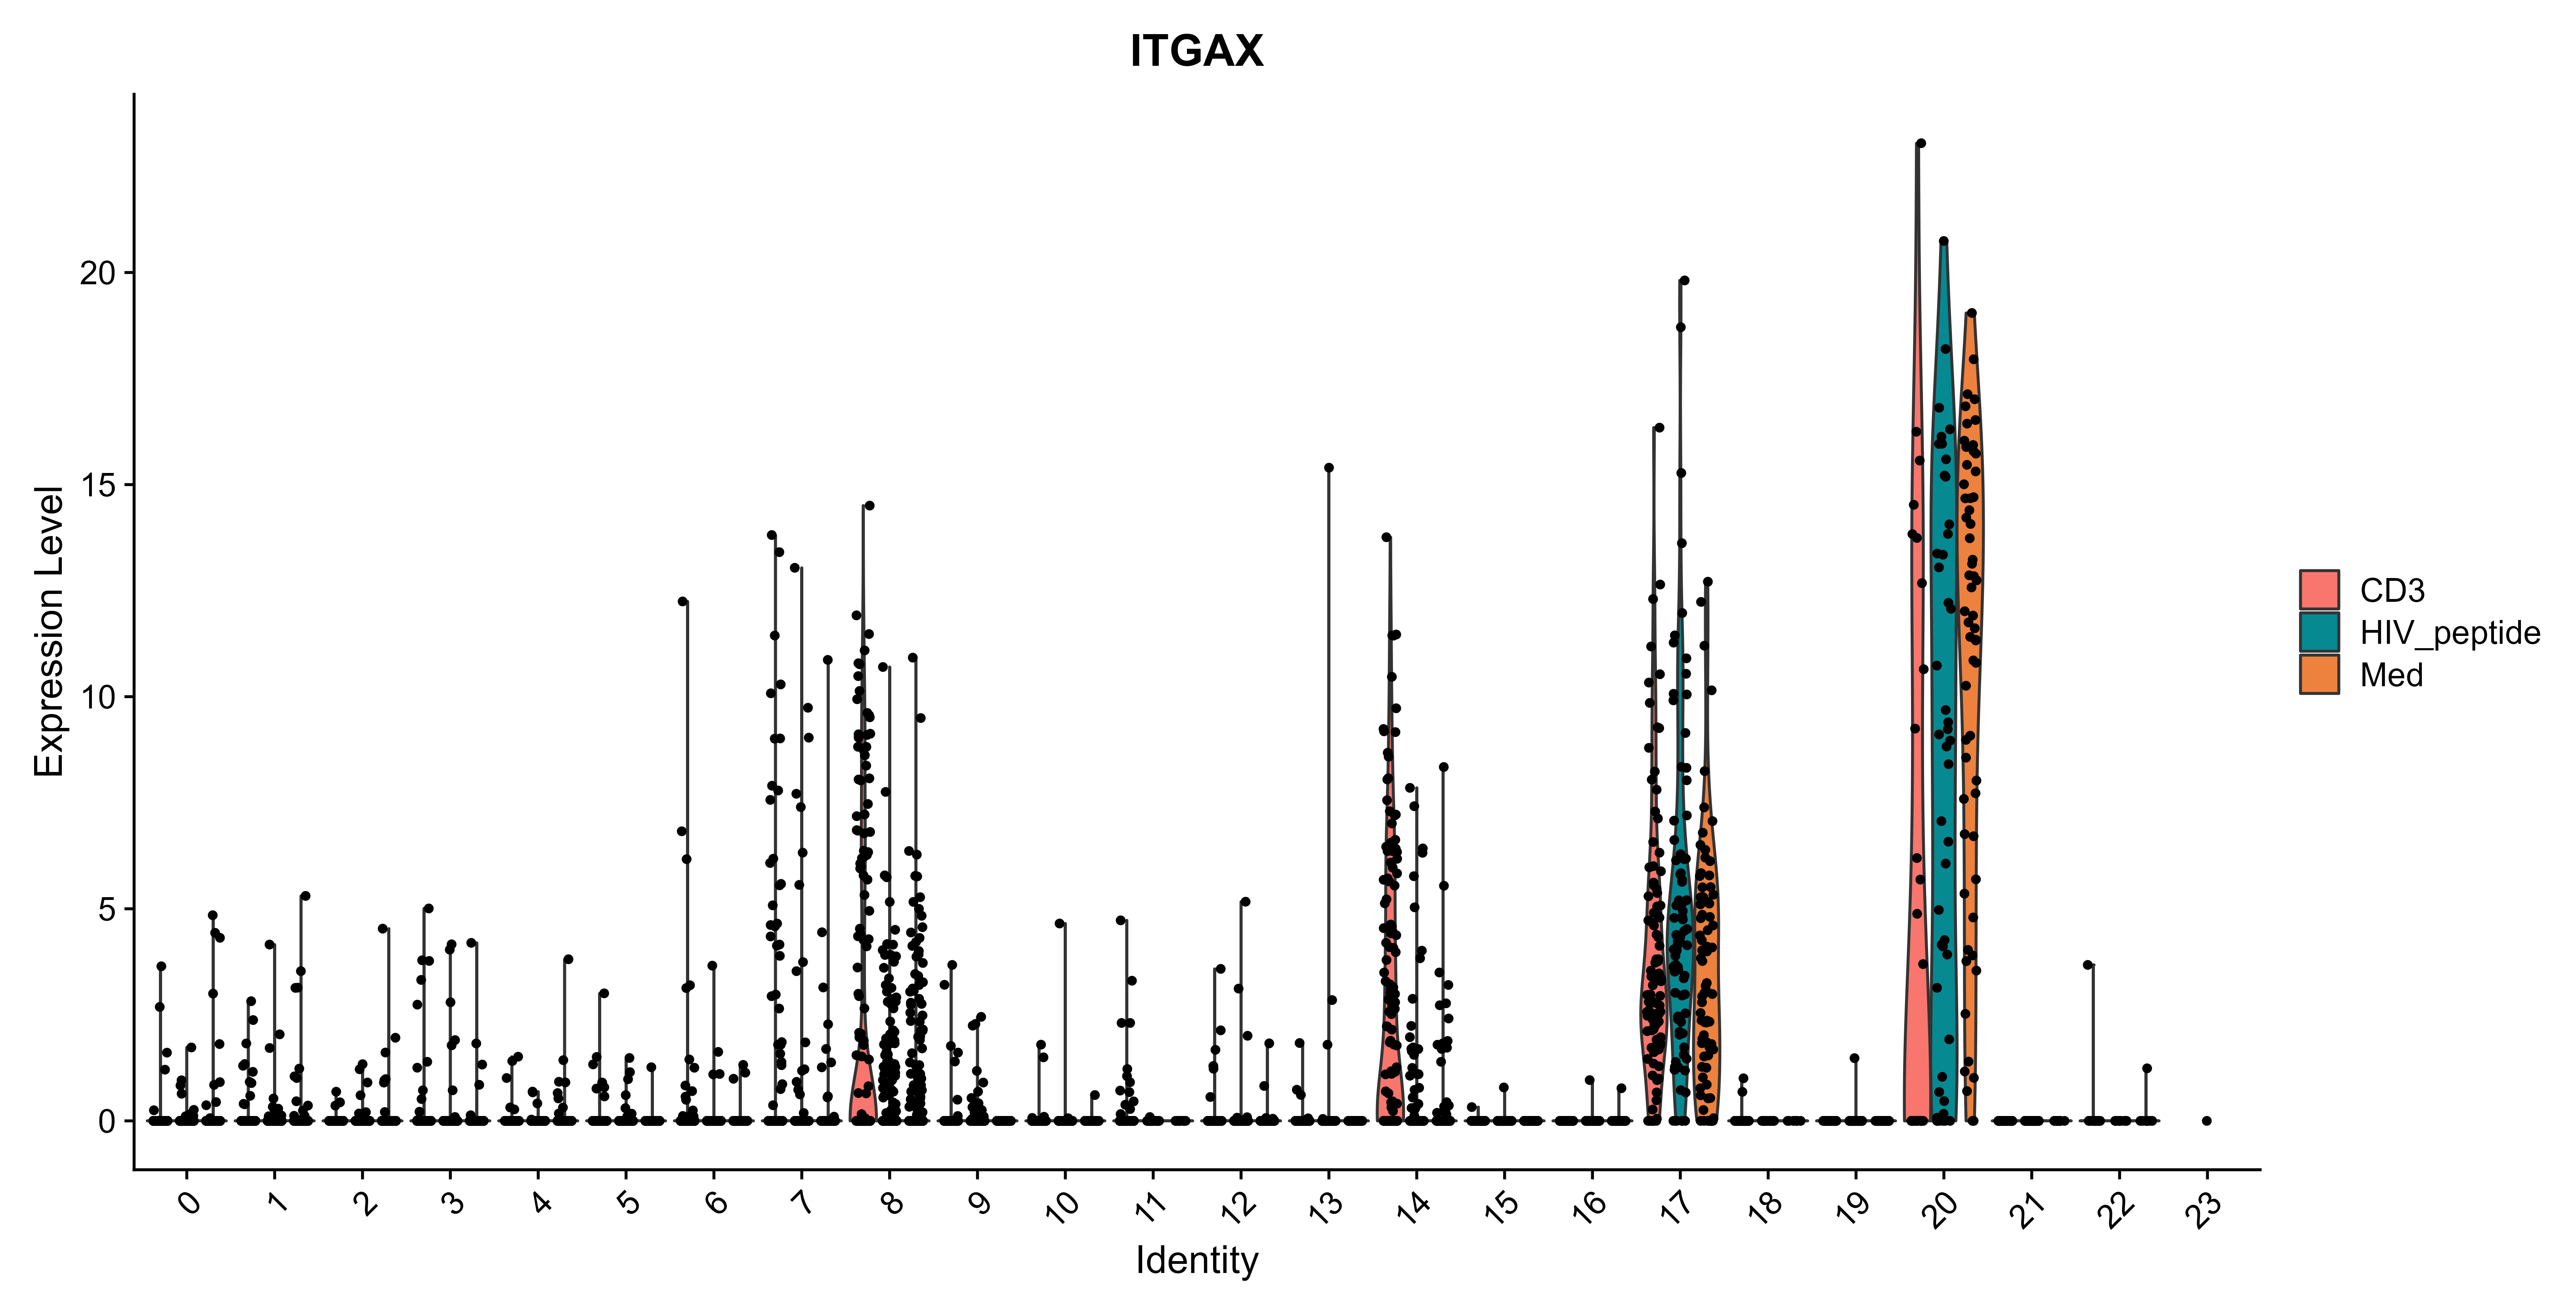 ITGAX
Expression Level
20
15
10
5
0
0 1 2 3 4 5 6 7 8 9 10 11 12 13 14 15 16 17 18 19 20 21 22 23
Identity
CD3
HIV_peptide
Med